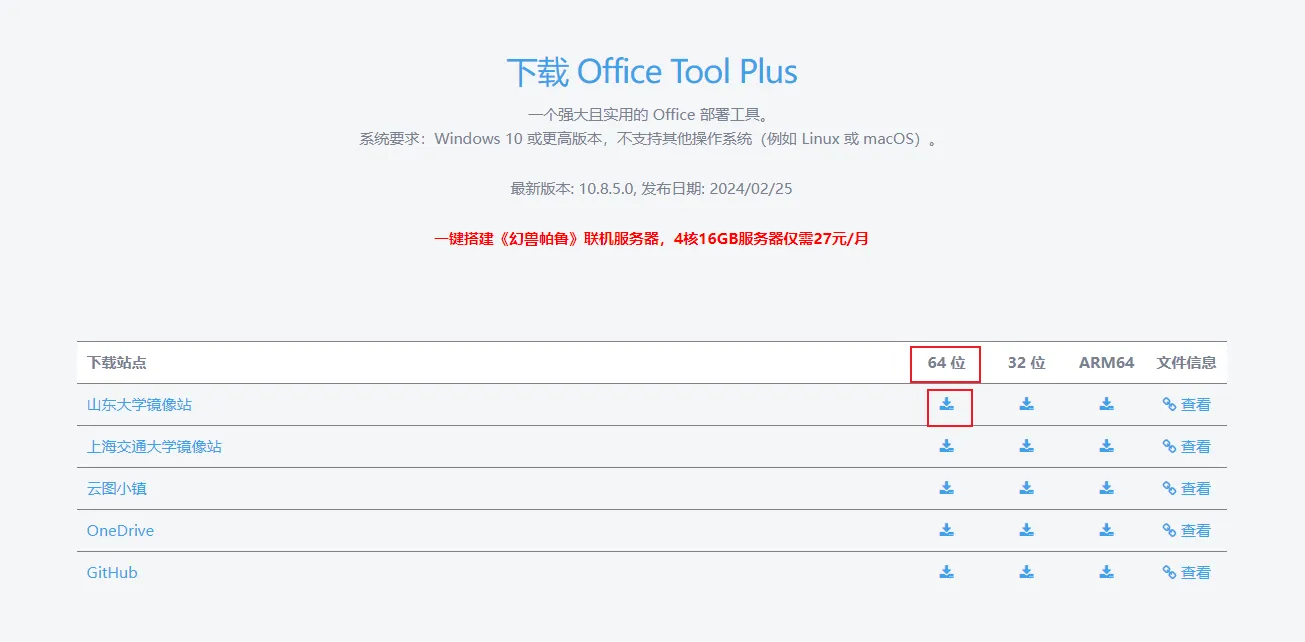 下载 Office Tool Plus
一个强大且实用的 Office 部署工具。
系统要求：Windows 10 或更高版本，不支持其他操作系统（例如 Linux 或 macOS）。
最新版本: 10.8.5.0, 发布日期: 2024/02/25
一键搭建《幻兽帕鲁》联机服务器，4核16GB服务器仅需27元/月
下载站点 64 位 32 位 ARM64 文件信息
山东大学镜像站 查看
上海交通大学镜像站 查看
云图小镇 查看
OneDrive 查看
GitHub 查看